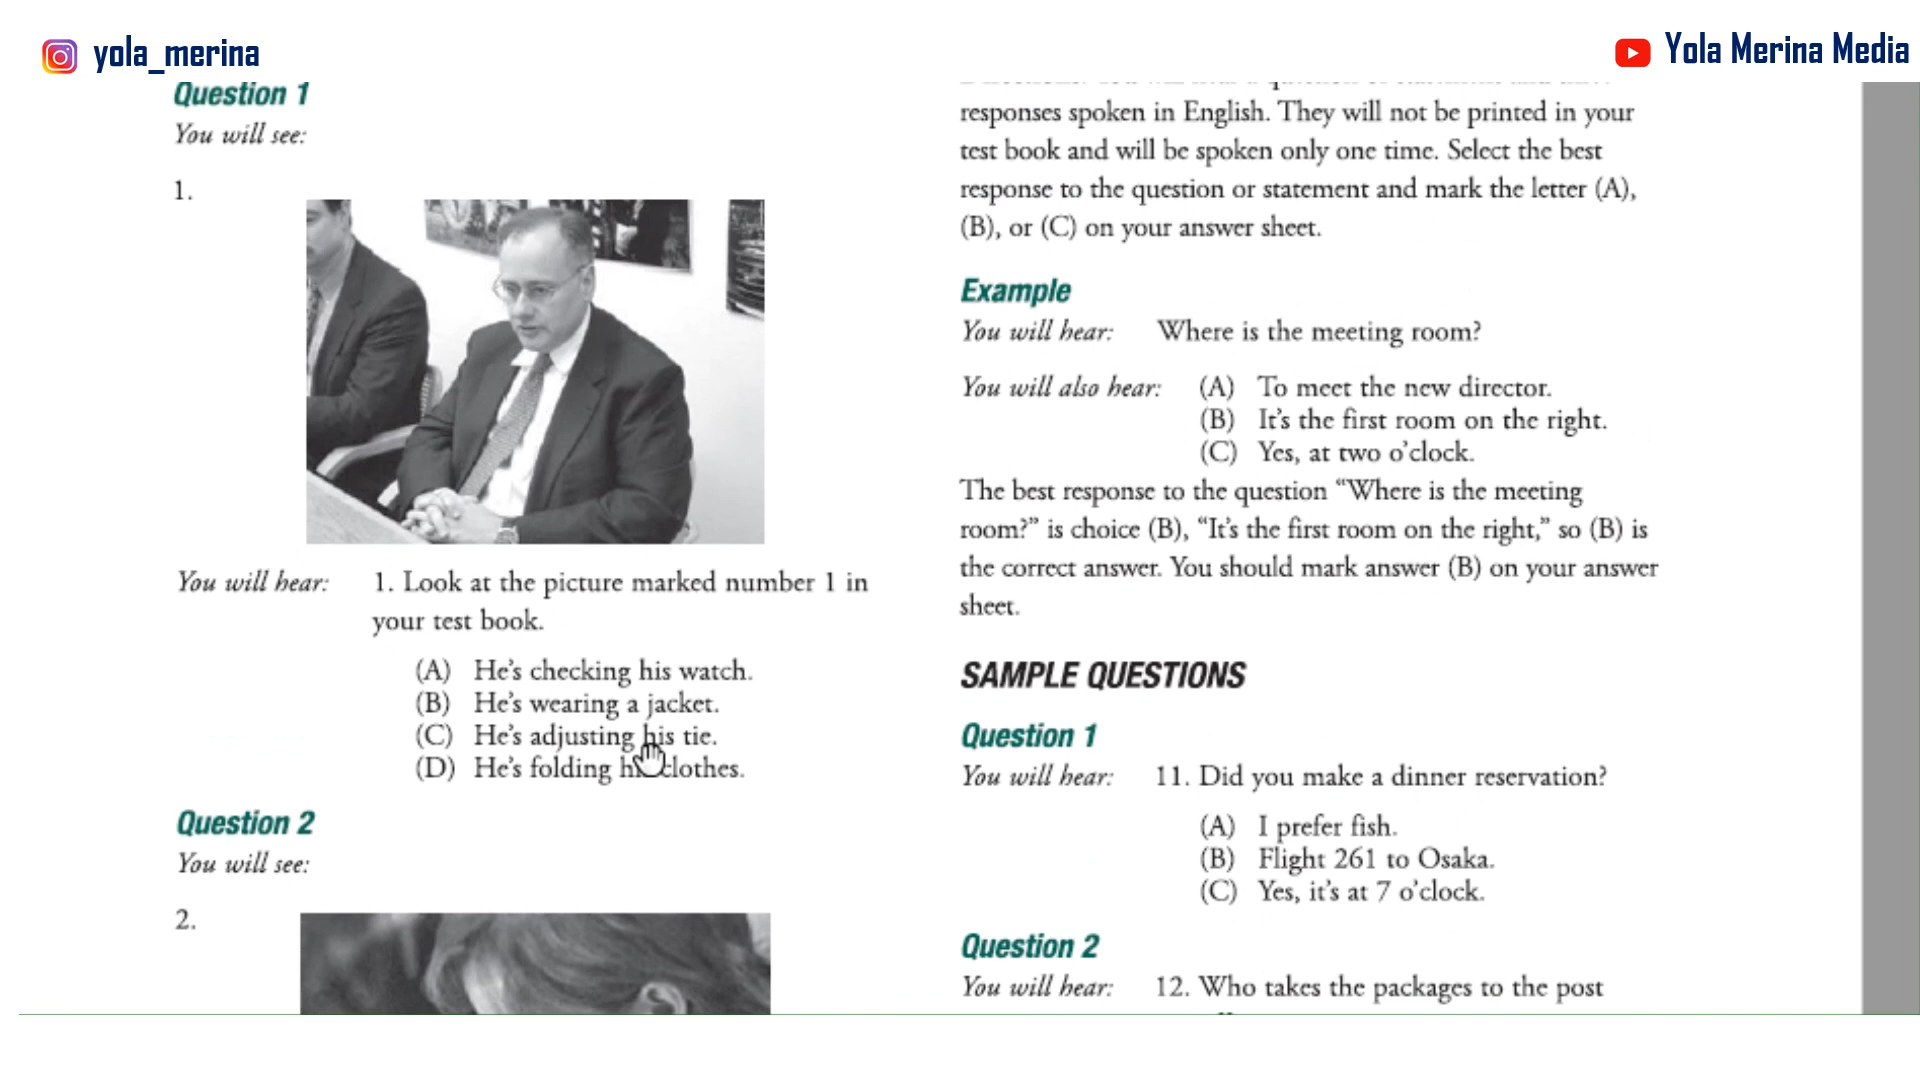 yola_merina
Yola Merina Media
Question 1
You will see:
1.
You will hear: 1. Look at the picture marked number 1 in
your test book.
(A) He's checking his watch.
(B) He's wearing a jacket.
(C) He's adjusting his tie.
(D) He's folding his clothes.
Question 2
You will see:
2.
responses spoken in English. They will not be printed in your
test book and will be spoken only one time. Select the best
response to the question or statement and mark the letter (A),
(B), or (C) on your answer sheet.
Example
You will hear: Where is the meeting room?
You will also hear: (A) To meet the new director.
(B) It's the first room on the right.
(C) Yes, at two o'clock.
The best response to the question “Where is the meeting
room?” is choice (B), “It's the first room on the right,” so (B) is
the correct answer. You should mark answer (B) on your answer
sheet.
SAMPLE QUESTIONS
Question 1
You will hear: 11. Did you make a dinner reservation?
(A) I prefer fish.
(B) Flight 261 to Osaka.
(C) Yes, it's at 7 o'clock.
Question 2
You will hear: 12. Who takes the packages to the post